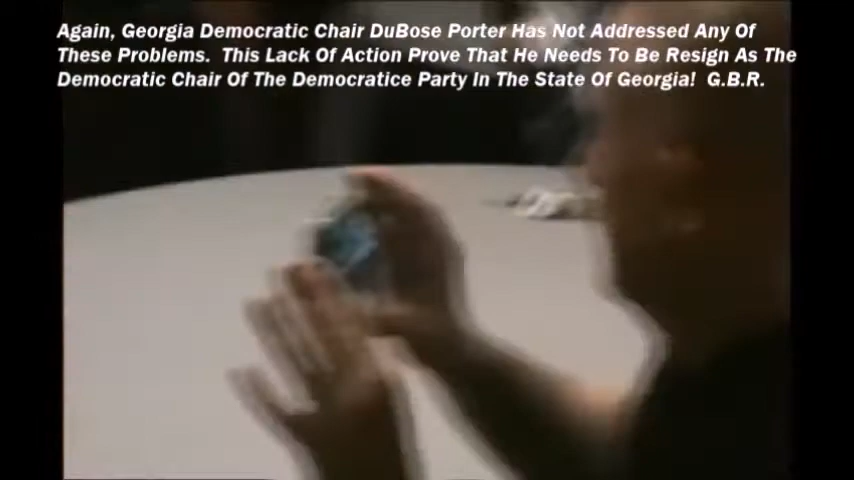 Again, Georgia Democratic Chair DuBose Porter Has Not Addressed Any Of
These Problems.  This Lack Of Action Prove That He Needs To Be Resign As The
Democratic Chair Of The Democratice Party In The State Of Georgia!  G.B.R.